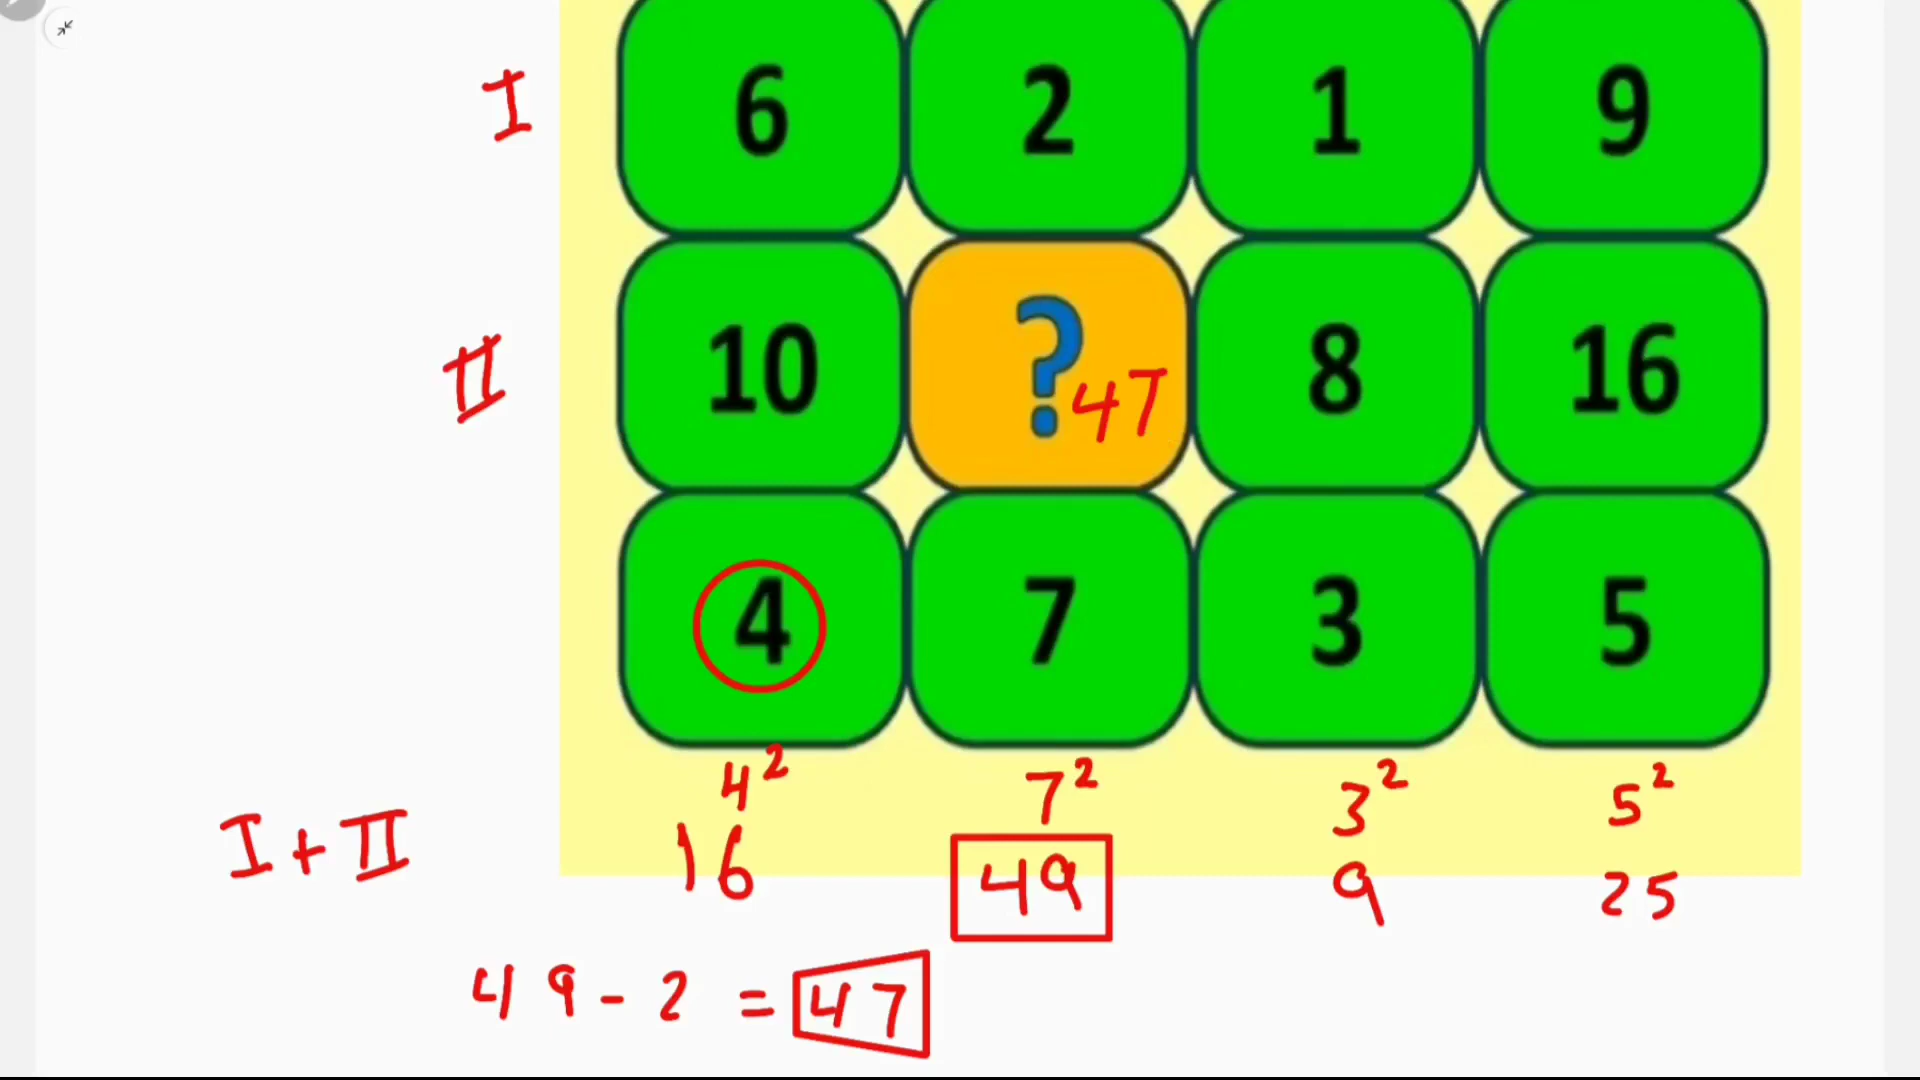 I 6 2 1 9
II 10 ? 47 8 16
4 7 3 5
4² 7² 3² 5²
I + II 16 49 9 25
49 - 2 = 47